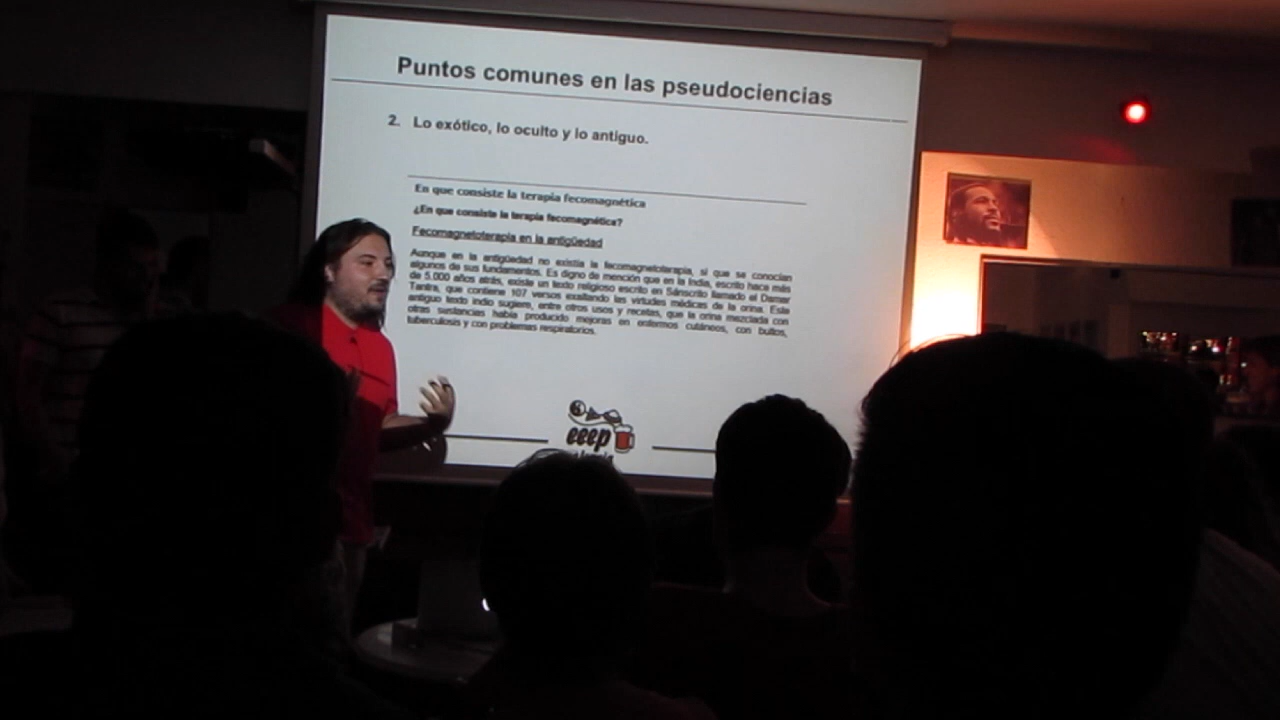 Puntos comunes en las pseudociencias
2. Lo exótico, lo oculto y lo antiguo.
En que consiste la terapia fecomagnética
¿En que consiste la terapia fecomagnética?
Fecomagnetoterapia en la antigüedad
Aunque en la antigüedad no existía la fecomagnetoterapia, sí que se conocían
algunos de sus fundamentos. Es digno de mención que en la India, escrito hace más
de 5.000 años atrás, existe un texto religioso escrito en Sánscrito llamado el Damar
Tantra, que contiene 107 versos exaltando las virtudes médicas de la orina. Este
antiguo texto indio sugiere, entre otros usos y recetas, que la orina mezclada con
otras sustancias había producido mejoras en enfermos cutáneos, con bultos,
tuberculosis y con problemas respiratorios.
eeep